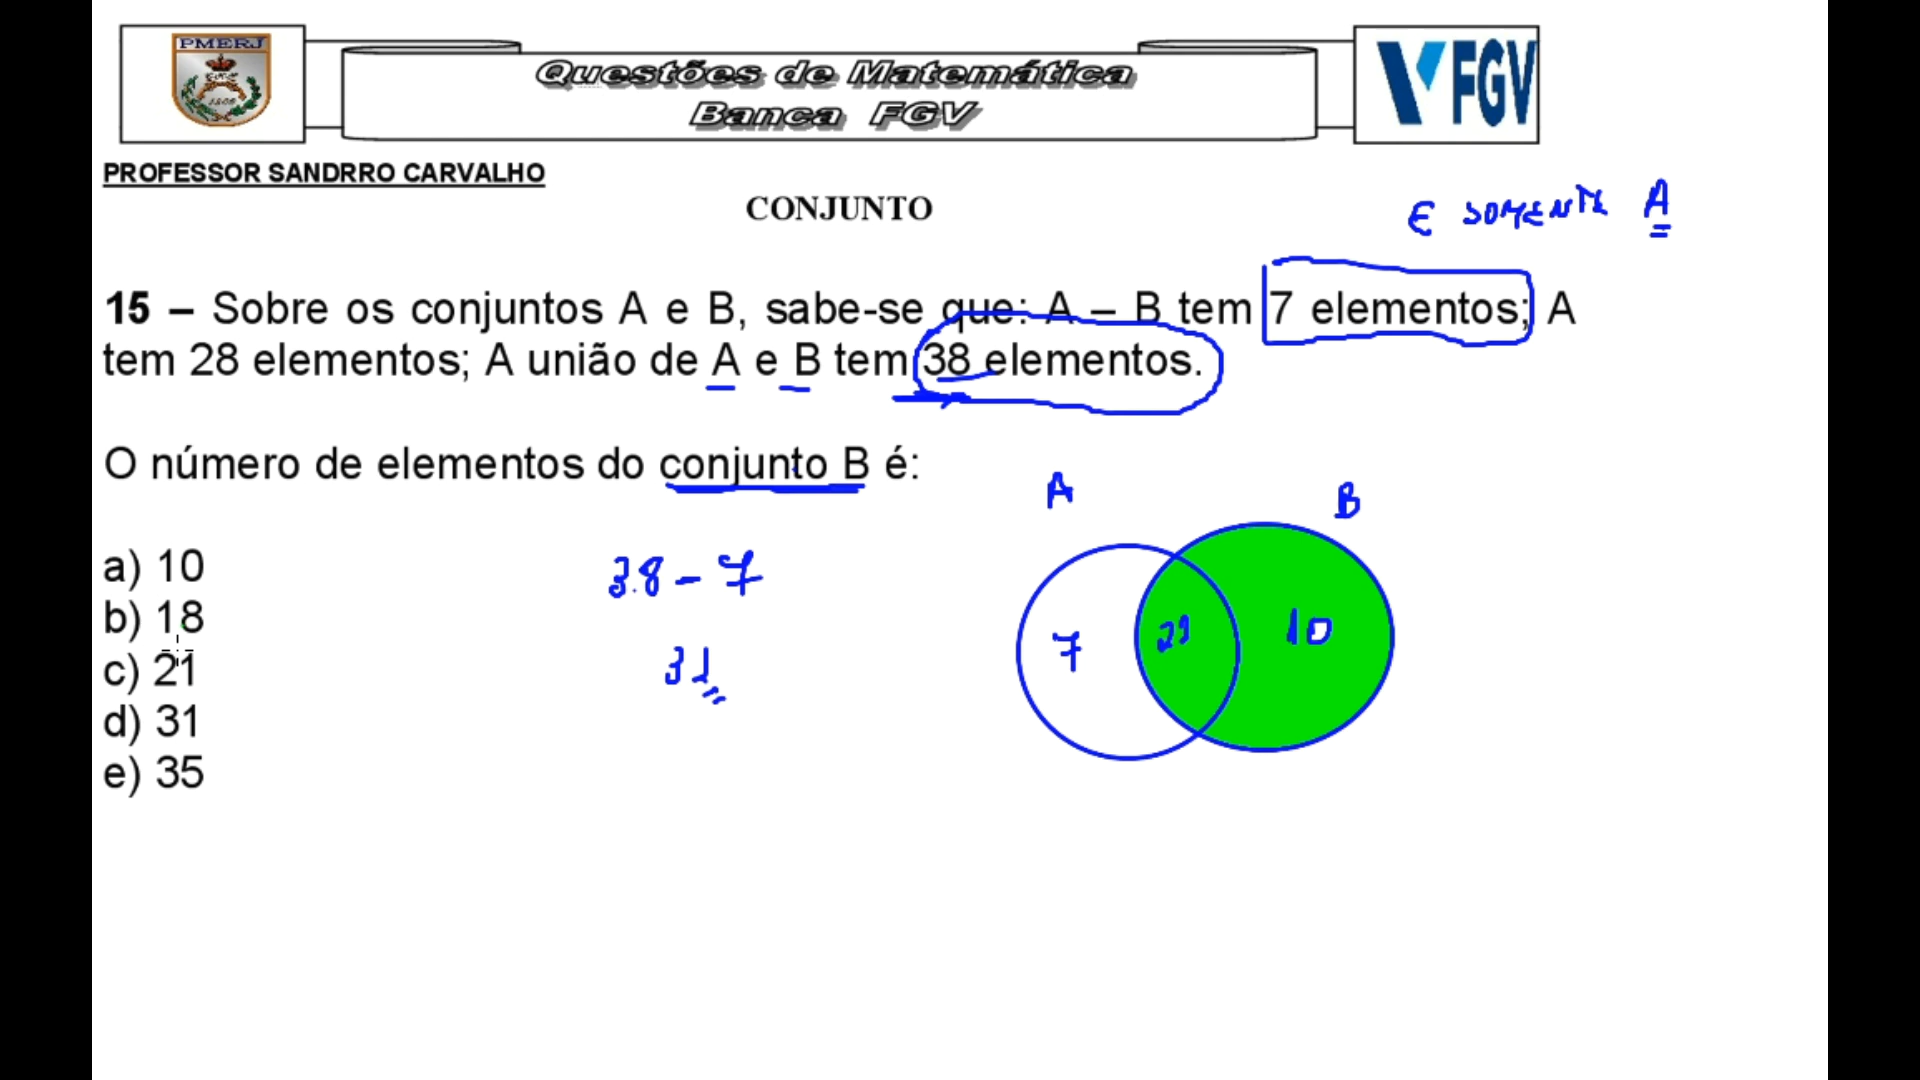 PMERJ
Questões de Matemática
Banca FGV
FGV
PROFESSOR SANDRRO CARVALHO
CONJUNTO
E SOMENTE A
15 – Sobre os conjuntos A e B, sabe-se que: A – B tem 7 elementos; A
tem 28 elementos; A união de A e B tem 38 elementos.
O número de elementos do conjunto B é:
A
B
a) 10
b) 18
c) 21
d) 31
e) 35
38 - 7
31
7
21
10